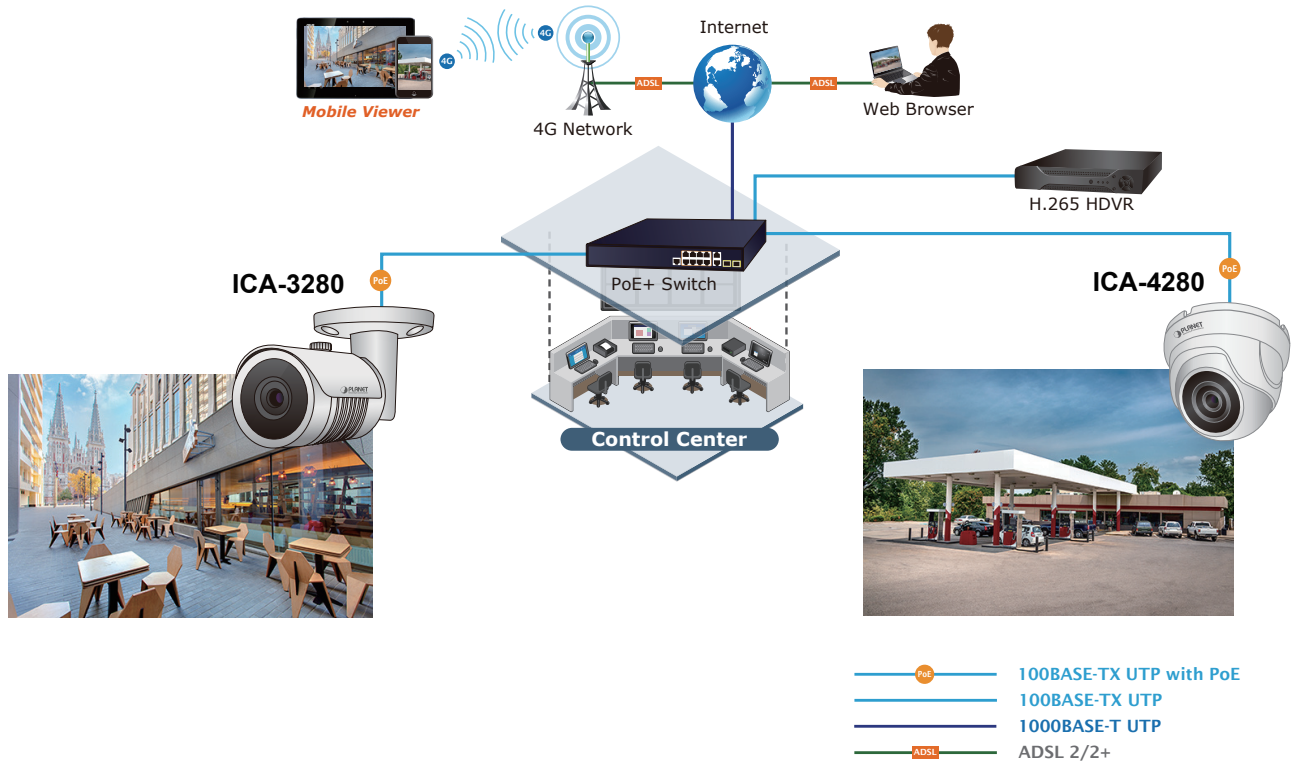 Internet
4G
4G
ADSL
ADSL
Mobile Viewer
4G Network
Web Browser
H.265 HDVR
ICA-3280
PoE
PoE+ Switch
ICA-4280
PoE
PLANET
PLANET
Control Center
PoE
100BASE-TX UTP with PoE
100BASE-TX UTP
1000BASE-T UTP
ADSL
ADSL 2/2+